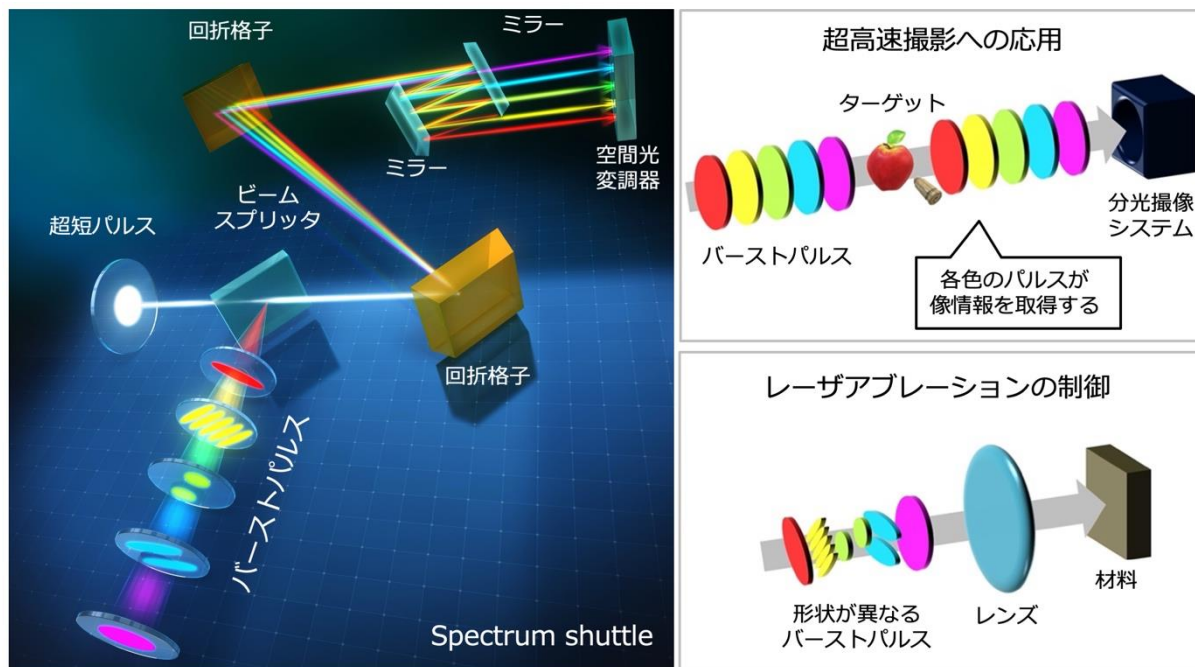 回折格子
ミラー
ミラー
空間光
変調器
ビーム
スプリッタ
超短パルス
回折格子
バーストパルス
Spectrum shuttle
超高速撮影への応用
ターゲット
バーストパルス
分光撮像
システム
各色のパルスが
像情報を取得する
レーザアブレーションの制御
形状が異なる
バーストパルス
レンズ
材料